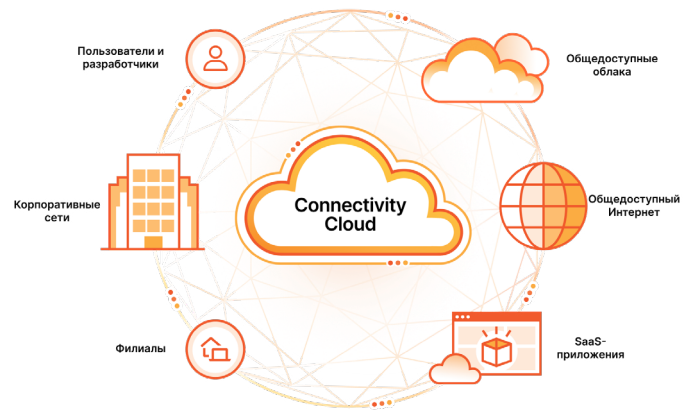 Пользователи и
разработчики
Общедоступные
облака
Корпоративные
сети
Connectivity
Cloud
Общедоступный
Интернет
Филиалы
SaaS-
приложения